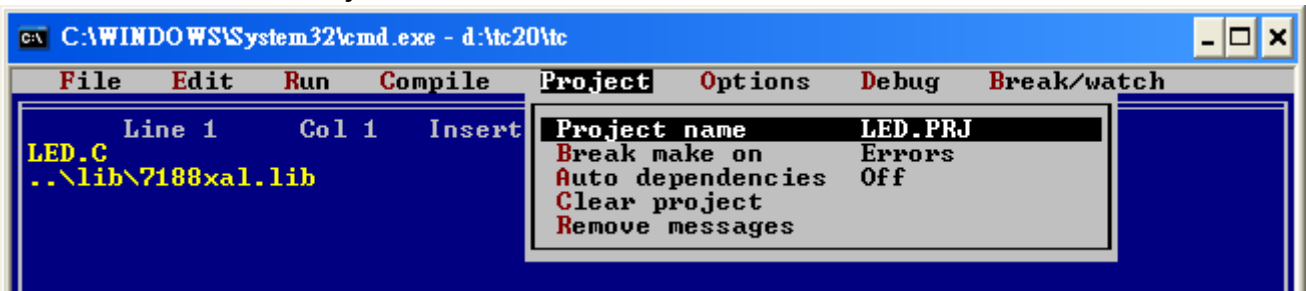 C:\WINDOWS\System32\cmd.exe - d:\tc20\tc
File Edit Run Compile Project Options Debug Break/watch
Line 1 Col 1 Insert
LED.C
..\lib\7188xal.lib
Project name LED.PRJ
Break make on Errors
Auto dependencies Off
Clear project
Remove messages